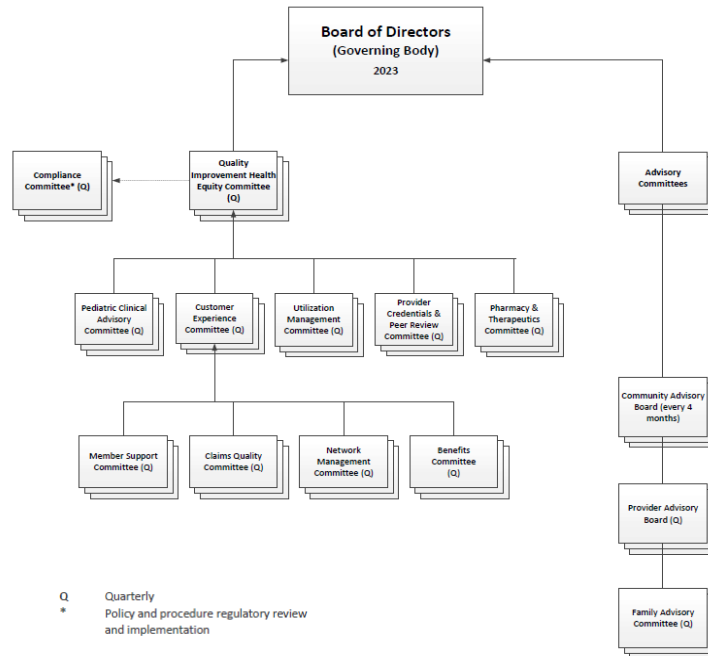 Board of Directors
(Governing Body)
2023
Compliance
Committee* (Q)
Quality
Improvement Health
Equity Committee
(Q)
Advisory
Committees
Pediatric Clinical
Advisory
Committee (Q)
Customer
Experience
Committee (Q)
Utilization
Management
Committee (Q)
Provider
Credentials &
Peer Review
Committee (Q)
Pharmacy &
Therapeutics
Committee (Q)
Community Advisory
Board (every 4
months)
Member Support
Committee (Q)
Claims Quality
Committee (Q)
Network
Management
Committee (Q)
Benefits
Committee
(Q)
Provider Advisory
Board (Q)
Family Advisory
Committee (Q)
Q Quarterly
* Policy and procedure regulatory review
and implementation